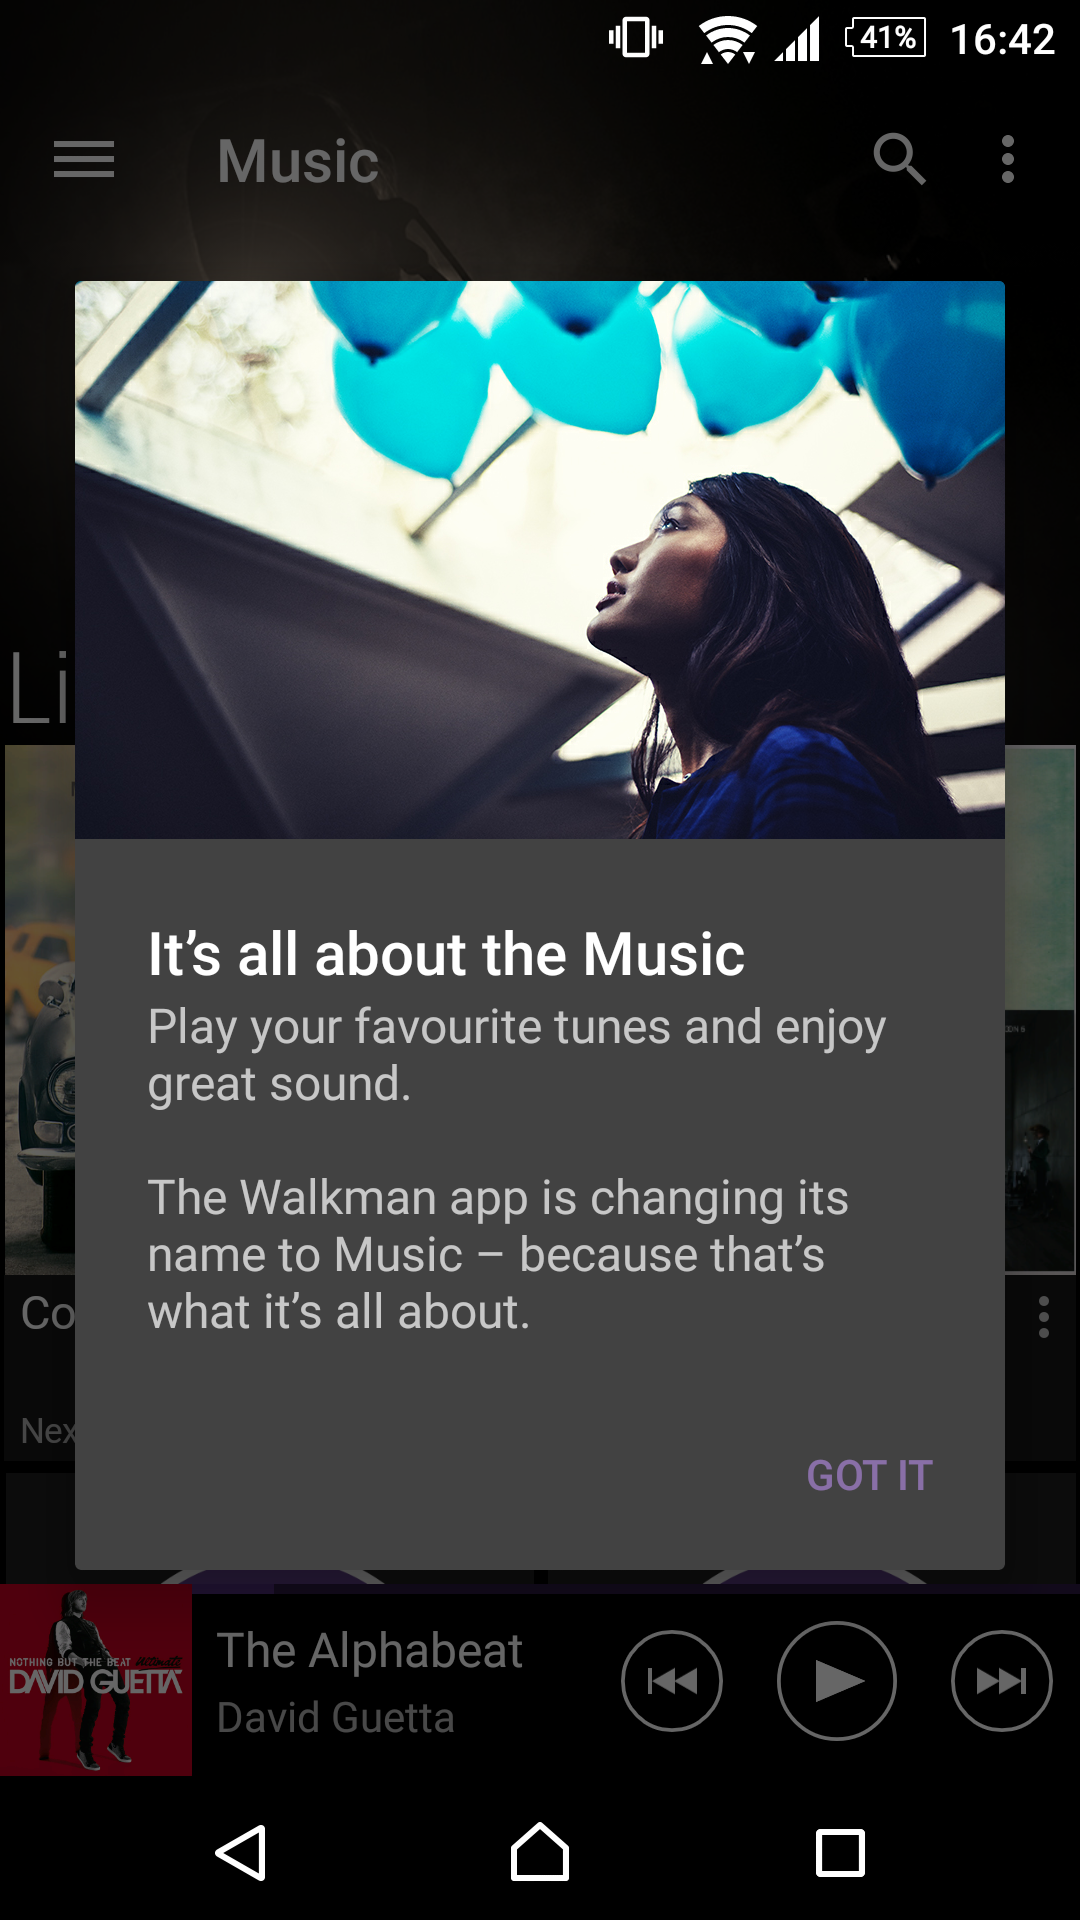 41% 16:42
Music
Li
It’s all about the Music
Play your favourite tunes and enjoy
great sound.
The Walkman app is changing its
name to Music – because that’s
what it’s all about.
Co
Nex
GOT IT
NOTHING BUT THE BEAT Ultimate
DAVID GUETTA
The Alphabeat
David Guetta